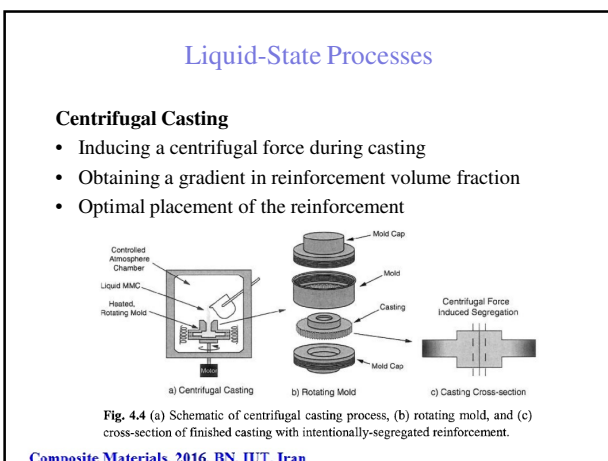 Liquid-State Processes
Centrifugal Casting
• Inducing a centrifugal force during casting
• Obtaining a gradient in reinforcement volume fraction
• Optimal placement of the reinforcement
Controlled
Atmosphere
Chamber
Liquid MMC
Heated,
Rotating Mold
Motor
a) Centrifugal Casting
Mold Cap
Mold
Casting
Mold Cap
b) Rotating Mold
Centrifugal Force
Induced Segregation
c) Casting Cross-section
Fig. 4.4 (a) Schematic of centrifugal casting process, (b) rotating mold, and (c)
cross-section of finished casting with intentionally-segregated reinforcement.
Composite Materials, 2016, BN, IUT, Iran